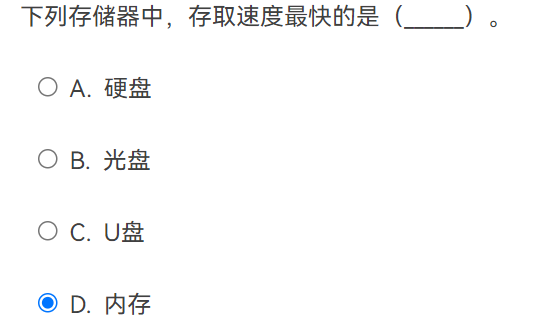 下列存储器中，存取速度最快的是（_____）。
A. 硬盘
B. 光盘
C. U盘
D. 内存